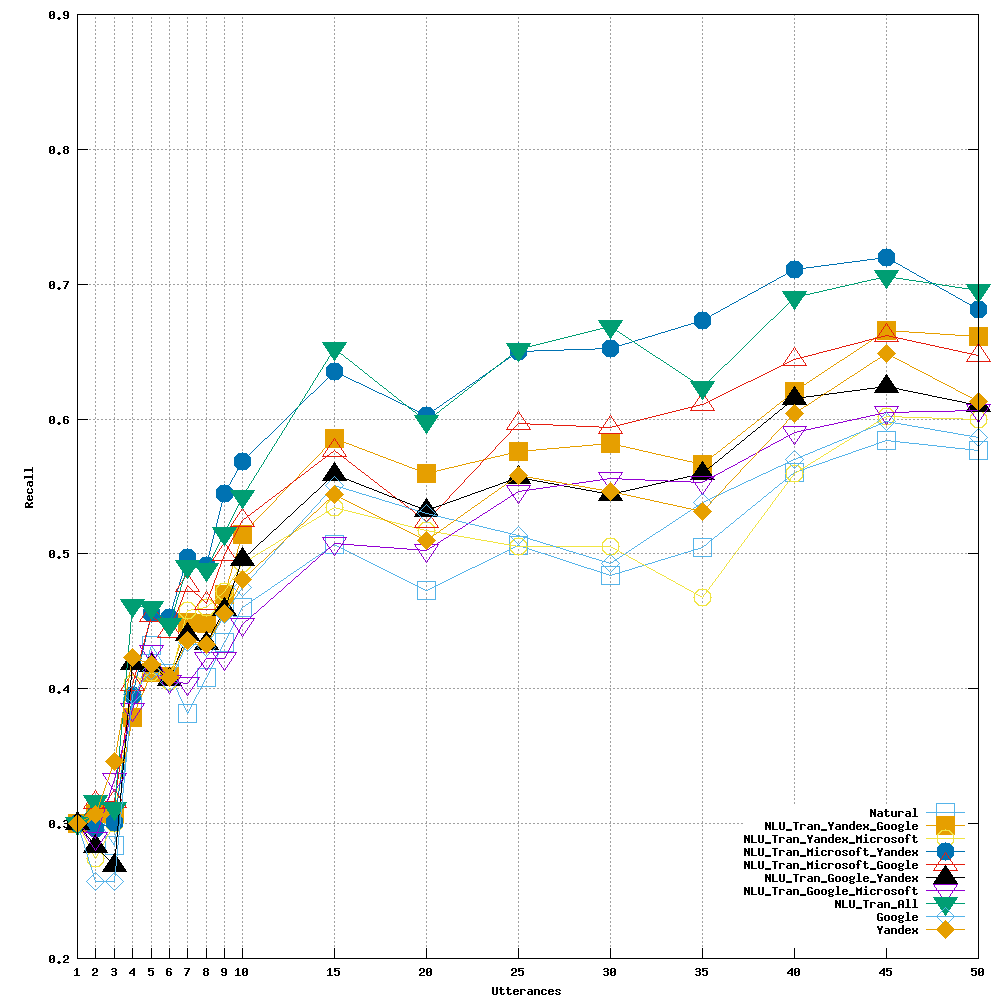 0.9
0.8
0.7
0.6
0.5
0.4
0.3
0.2
Recall
Natural
NLU_Tran_Yandex_Google
NLU_Tran_Yandex_Microsoft
NLU_Tran_Microsoft_Yandex
NLU_Tran_Microsoft_Google
NLU_Tran_Google_Yandex
NLU_Tran_Google_Microsoft
NLU_Tran_All
Google
Yandex
1 2 3 4 5 6 7 8 9 10 15 20 25 30 35 40 45 50
Utterances